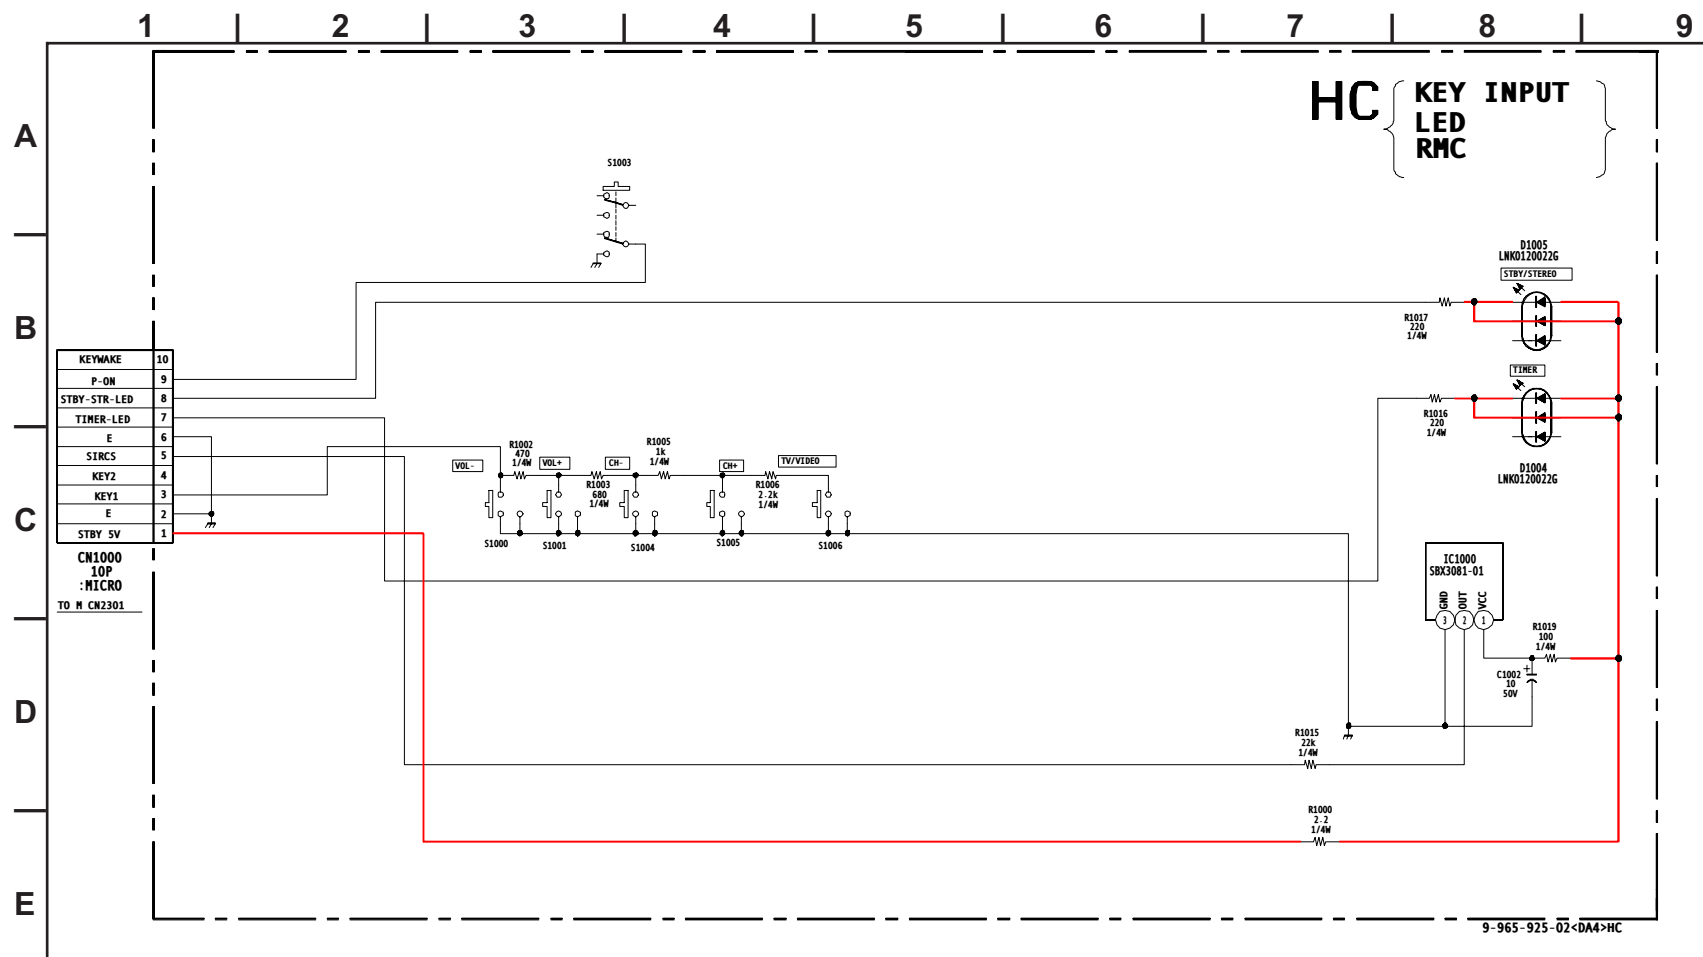 1 2 3 4 5 6 7 8 9
A
B
C
D
E
HC
KEY INPUT
LED
RMC
S1003
D1005
LNK0120022G
STBY/STEREO
R1017
220
1/4W
TIMER
R1016
220
1/4W
D1004
LNK0120022G
KEYWAKE 10
P-ON 9
STBY-STR-LED 8
TIMER-LED 7
E 6
SIRCS 5
KEY2 4
KEY1 3
E 2
STBY 5V 1
CN1000
10P
:MICRO
TO M CN2301
VOL-
R1002
470
1/4W
VOL+
R1003
680
1/4W
CH-
R1005
1k
1/4W
CH+
R1006
2.2k
1/4W
TV/VIDEO
S1000
S1001
S1004
S1005
S1006
IC1000
SBX3081-01
GND
OUT
VCC
3 2 1
R1019
100
1/4W
+
C1002
10
50V
R1015
22k
1/4W
R1000
2.2
1/4W
9-965-925-02<DA4>HC